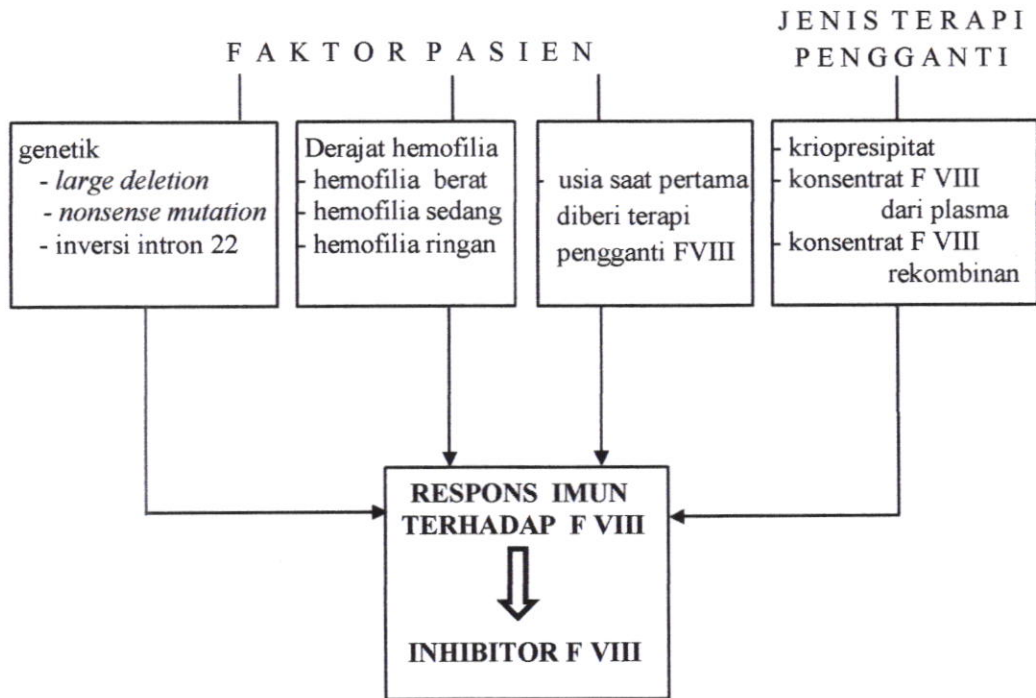 FAKTOR PASIEN
JENIS TERAPI
PENGGANTI
genetik
- large deletion
- nonsense mutation
- inversi intron 22
Derajat hemofilia
- hemofilia berat
- hemofilia sedang
- hemofilia ringan
- usia saat pertama
diberi terapi
pengganti FVIII
- kriopresipitat
- konsentrat F VIII
dari plasma
- konsentrat F VIII
rekombinan
RESPONS IMUN
TERHADAP F VIII
INHIBITOR F VIII